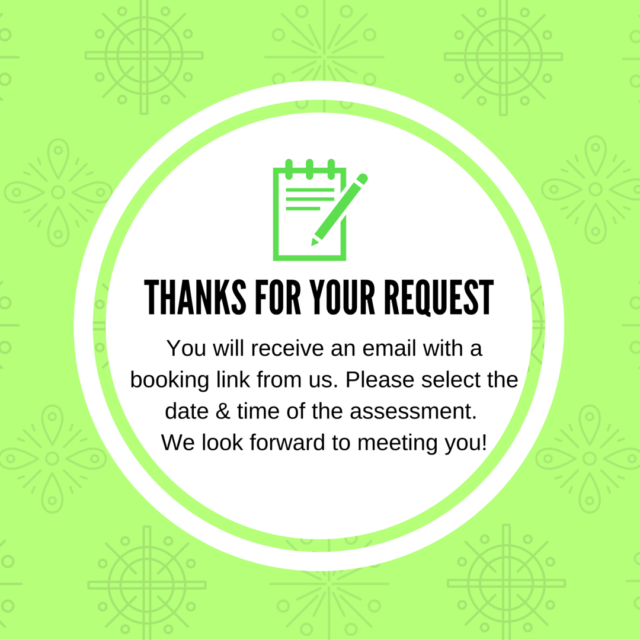 THANKS FOR YOUR REQUEST
You will receive an email with a
booking link from us. Please select the
date & time of the assessment.
We look forward to meeting you!